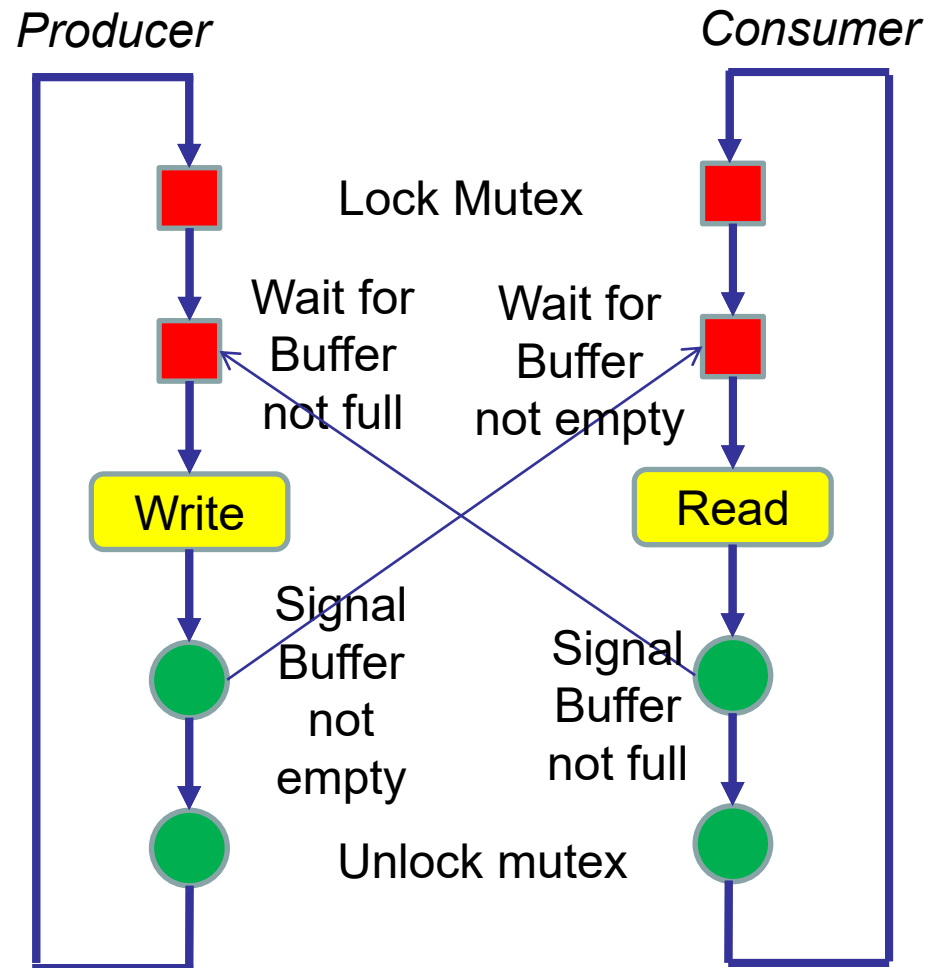 Producer
Consumer
Lock Mutex
Wait for
Buffer
not full
Wait for
Buffer
not empty
Write
Read
Signal
Buffer
not
empty
Signal
Buffer
not full
Unlock mutex